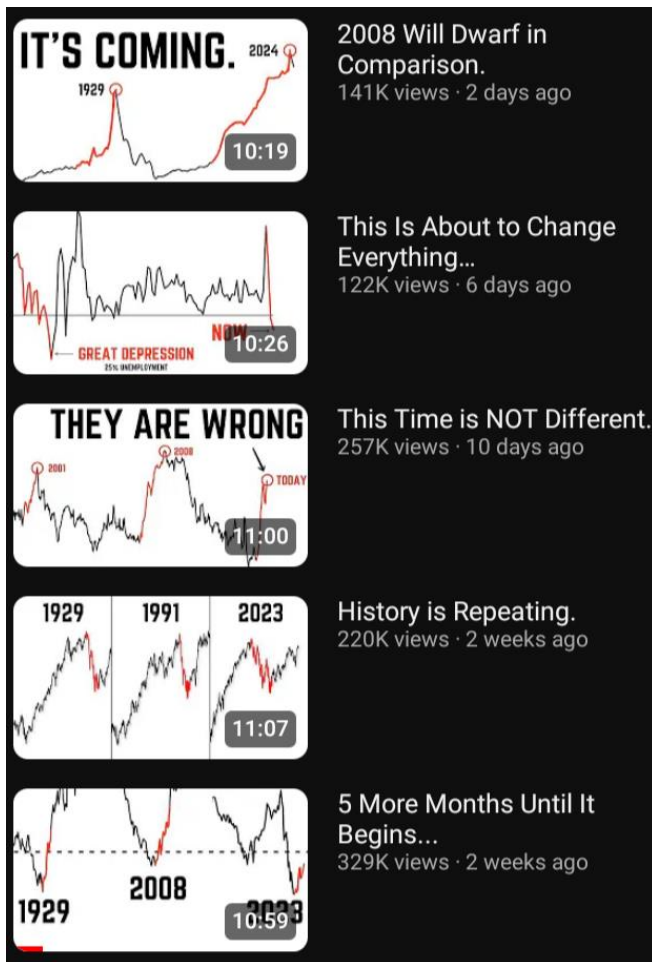 IT'S COMING.
2024
1929
10:19
2008 Will Dwarf in
Comparison.
141K views · 2 days ago
NOW
GREAT DEPRESSION
25% UNEMPLOYMENT
10:26
This Is About to Change
Everything…
122K views · 6 days ago
THEY ARE WRONG
2001
2008
TODAY
11:00
This Time is NOT Different.
257K views · 10 days ago
1929
1991
2023
11:07
History is Repeating.
220K views · 2 weeks ago
2008
1929
2023
10:59
5 More Months Until It
Begins...
329K views · 2 weeks ago